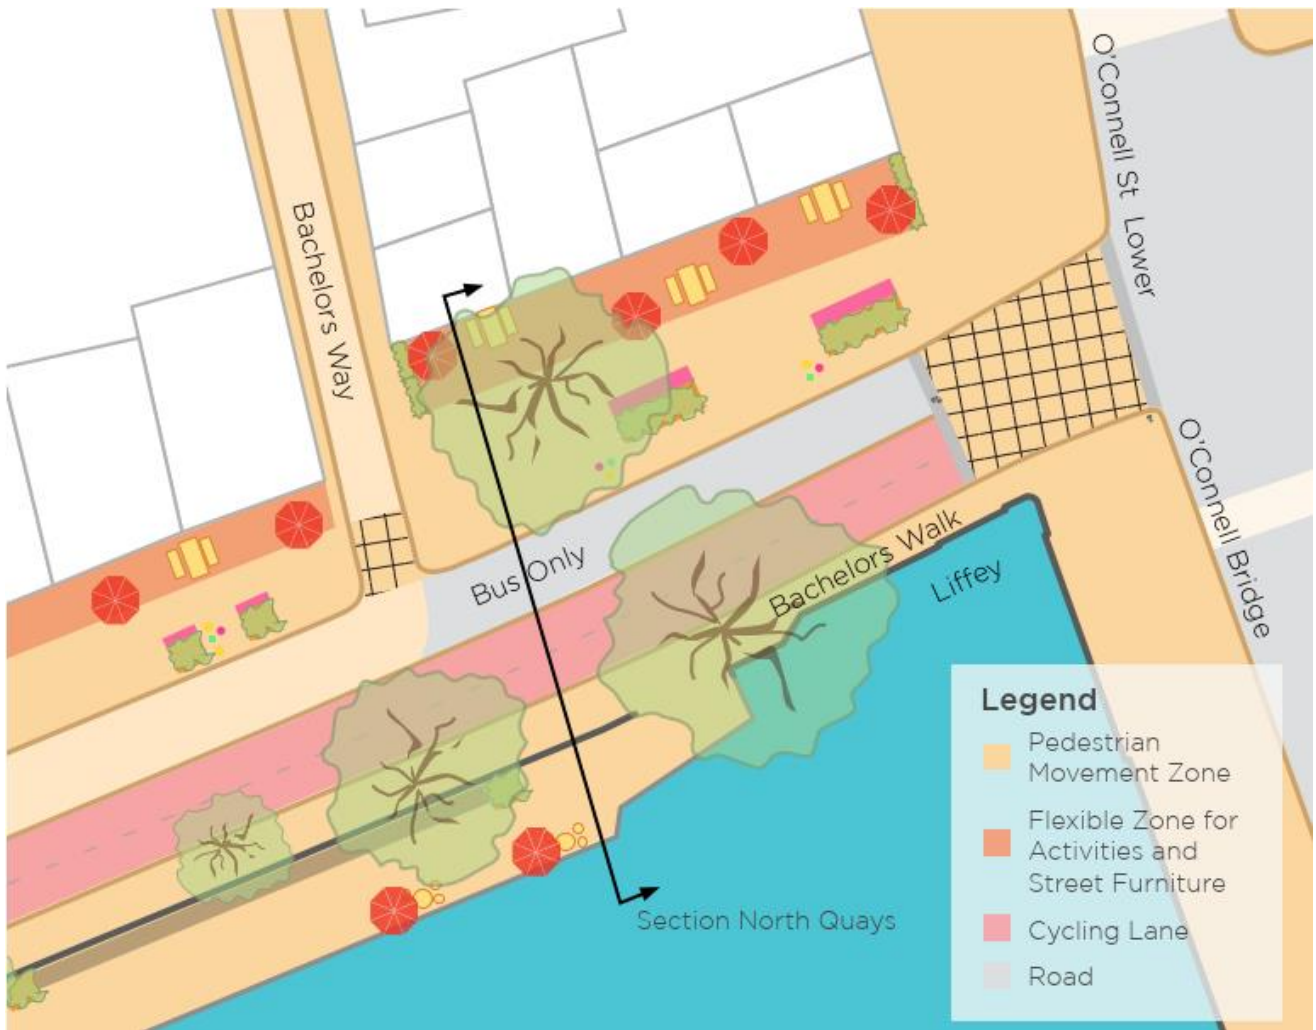 O'Connell St Lower
Bachelors Way
O'Connell Bridge
Bus Only
Bachelors Walk
Liffey
Legend
Pedestrian
Movement Zone
Flexible Zone for
Activities and
Street Furniture
Cycling Lane
Road
Section North Quays